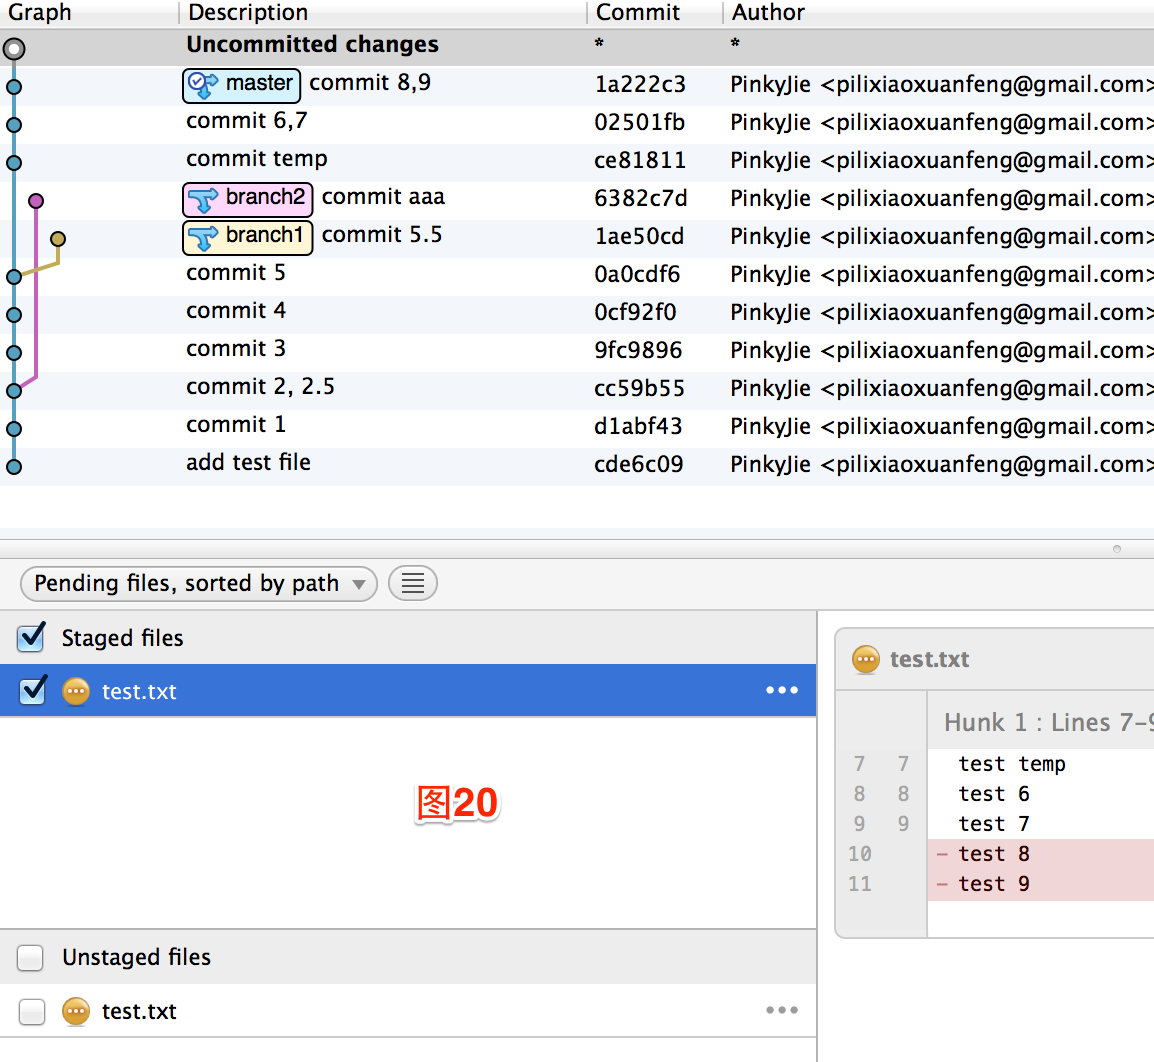 Graph Description Commit Author
Uncommitted changes * *
master commit 8,9 1a222c3 PinkyJie <pilixiaoxuanfeng@gmail.com>
commit 6,7 02501fb PinkyJie <pilixiaoxuanfeng@gmail.com>
commit temp ce81811 PinkyJie <pilixiaoxuanfeng@gmail.com>
branch2 commit aaa 6382c7d PinkyJie <pilixiaoxuanfeng@gmail.com>
branch1 commit 5.5 1ae50cd PinkyJie <pilixiaoxuanfeng@gmail.com>
commit 5 0a0cdf6 PinkyJie <pilixiaoxuanfeng@gmail.com>
commit 4 0cf92f0 PinkyJie <pilixiaoxuanfeng@gmail.com>
commit 3 9fc9896 PinkyJie <pilixiaoxuanfeng@gmail.com>
commit 2, 2.5 cc59b55 PinkyJie <pilixiaoxuanfeng@gmail.com>
commit 1 d1abf43 PinkyJie <pilixiaoxuanfeng@gmail.com>
add test file cde6c09 PinkyJie <pilixiaoxuanfeng@gmail.com>
Pending files, sorted by path
Staged files
test.txt
图20
Unstaged files
test.txt
test.txt
Hunk 1 : Lines 7-9
7 7 test temp
8 8 test 6
9 9 test 7
10 - test 8
11 - test 9